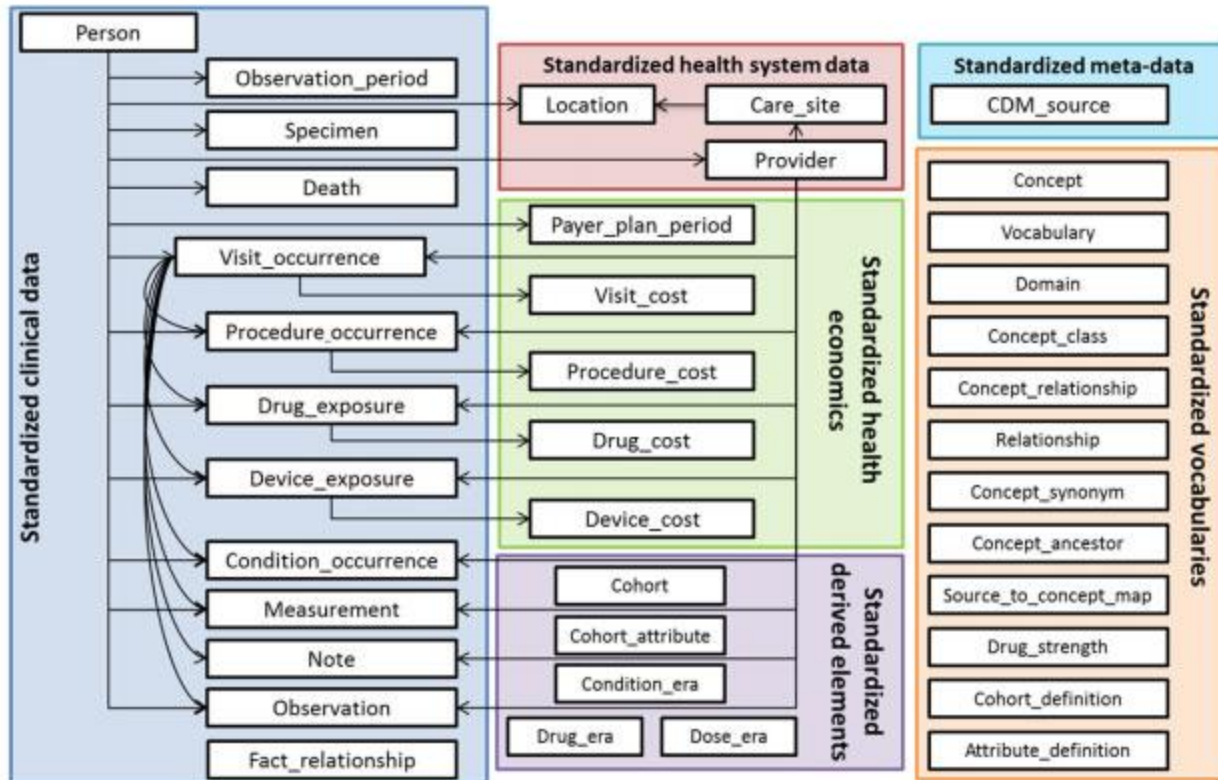 Standardized clinical data
Person
Observation_period
Specimen
Death
Visit_occurrence
Procedure_occurrence
Drug_exposure
Device_exposure
Condition_occurrence
Measurement
Note
Observation
Fact_relationship
Standardized health system data
Location
Care_site
Provider
Payer_plan_period
Visit_cost
Procedure_cost
Drug_cost
Device_cost
Standardized health
economics
Cohort
Cohort_attribute
Condition_era
Drug_era
Dose_era
Standardized
derived elements
Standardized meta-data
CDM_source
Concept
Vocabulary
Domain
Concept_class
Concept_relationship
Relationship
Concept_synonym
Concept_ancestor
Source_to_concept_map
Drug_strength
Cohort_definition
Attribute_definition
Standardized vocabularies